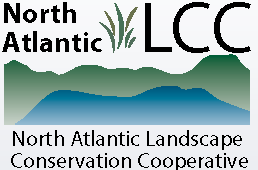 North
Atlantic LCC
North Atlantic Landscape
Conservation Cooperative